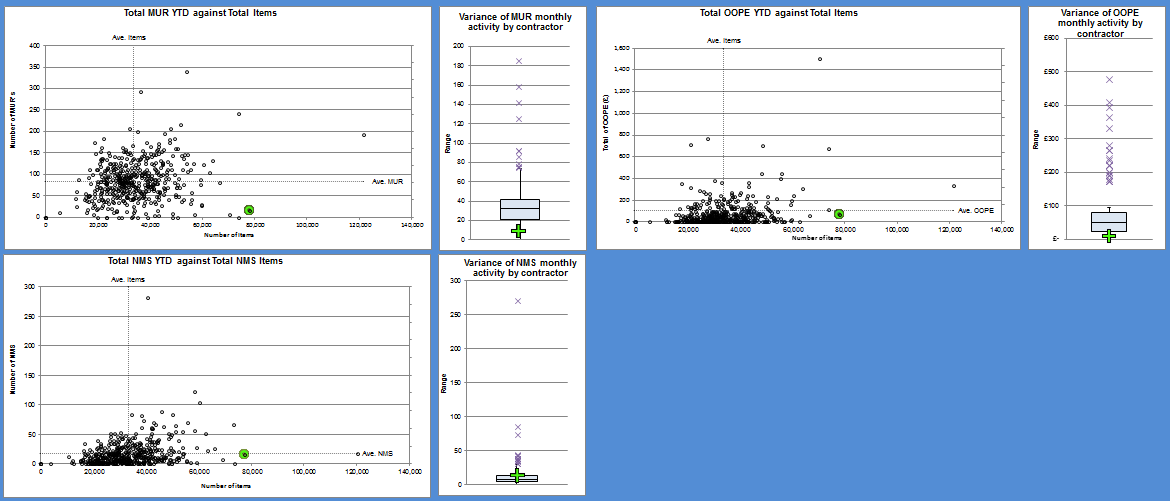 Total MUR YTD against Total Items
Ave. Items
400
350
300
250
200
150
100
50
0
Number of MUR's
Ave. MUR
0
20,000
40,000
60,000
80,000
100,000
120,000
140,000
Number of Items
Variance of MUR monthly
activity by contractor
200
180
160
140
120
100
80
60
40
20
0
Range
Total OOPE YTD against Total Items
Ave. Items
1,600
1,400
1,200
1,000
800
600
400
200
0
Total of OOPE (£)
Ave. OOPE
0
20,000
40,000
60,000
80,000
100,000
120,000
140,000
Number of Items
Variance of OOPE
monthly activity by
contractor
£600
£500
£400
£300
£200
£100
£-
Range
Total NMS YTD against Total NMS Items
Ave. Items
300
250
200
150
100
50
0
Number of NMS
Ave. NMS
0
20,000
40,000
60,000
80,000
100,000
120,000
140,000
Number of Items
Variance of NMS monthly
activity by contractor
300
250
200
150
100
50
0
Range